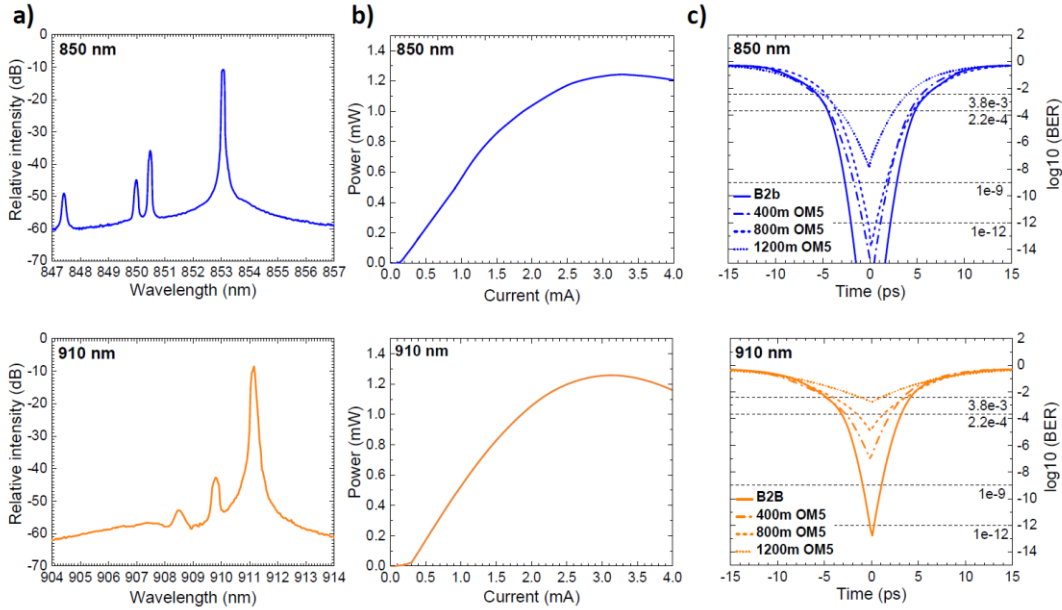 a)
b)
c)
850 nm
0
-10
-20
-30
-40
-50
-60
-70
Relative intensity (dB)
847 848 849 850 851 852 853 854 855 856 857
Wavelength (nm)
850 nm
1.4
1.2
1.0
0.8
0.6
0.4
0.2
0.0
Power (mW)
0.0 0.5 1.0 1.5 2.0 2.5 3.0 3.5 4.0
Current (mA)
850 nm
2
0
-2
-4
-6
-8
-10
-12
-14
log10 (BER)
3.8e-3
2.2e-4
1e-9
1e-12
B2b
400m OM5
800m OM5
1200m OM5
-15 -10 -5 0 5 10 15
Time (ps)
910 nm
0
-10
-20
-30
-40
-50
-60
-70
Relative intensity (dB)
904 905 906 907 908 909 910 911 912 913 914
Wavelength (nm)
910 nm
1.4
1.2
1.0
0.8
0.6
0.4
0.2
0.0
Power (mW)
0.0 0.5 1.0 1.5 2.0 2.5 3.0 3.5 4.0
Current (mA)
910 nm
2
0
-2
-4
-6
-8
-10
-12
-14
log10 (BER)
3.8e-3
2.2e-4
1e-9
1e-12
B2B
400m OM5
800m OM5
1200m OM5
-15 -10 -5 0 5 10 15
Time (ps)